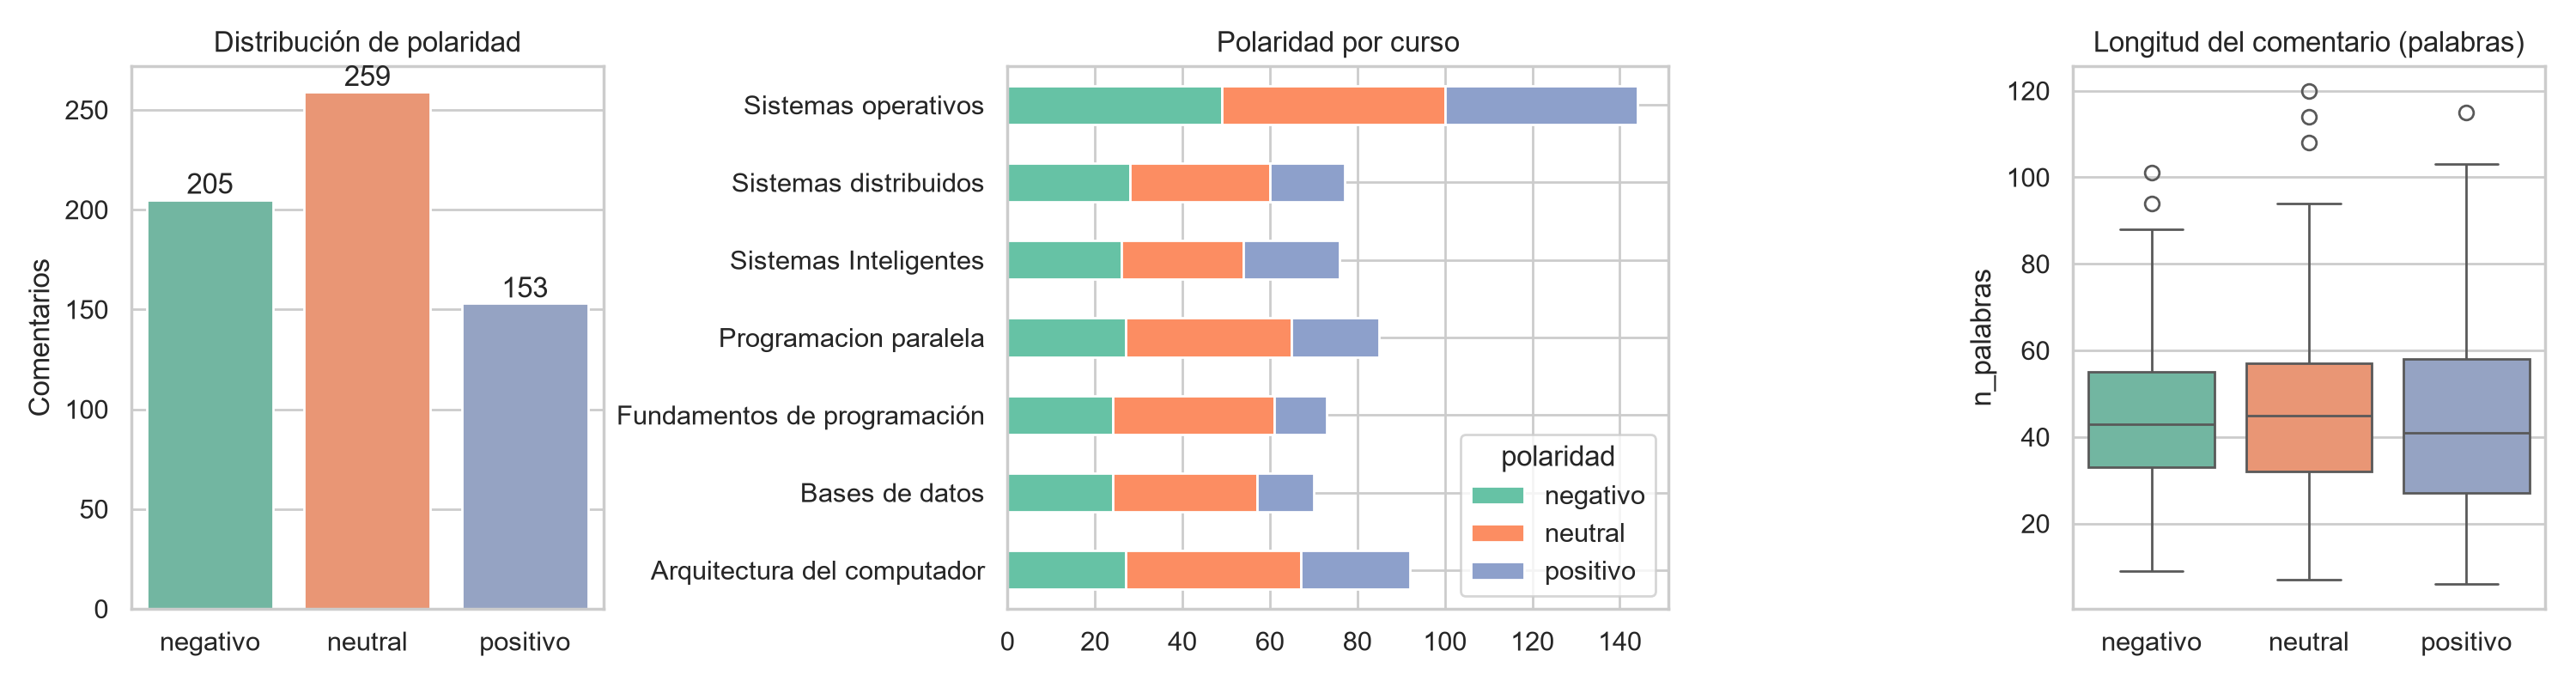 Distribución de polaridad
Comentarios
250
200
150
100
50
0
205
259
153
negativo
neutral
positivo
Polaridad por curso
Sistemas operativos
Sistemas distribuidos
Sistemas Inteligentes
Programacion paralela
Fundamentos de programación
Bases de datos
Arquitectura del computador
0 20 40 60 80 100 120 140
polaridad
negativo
neutral
positivo
Longitud del comentario (palabras)
n_palabras
120
100
80
60
40
20
negativo
neutral
positivo